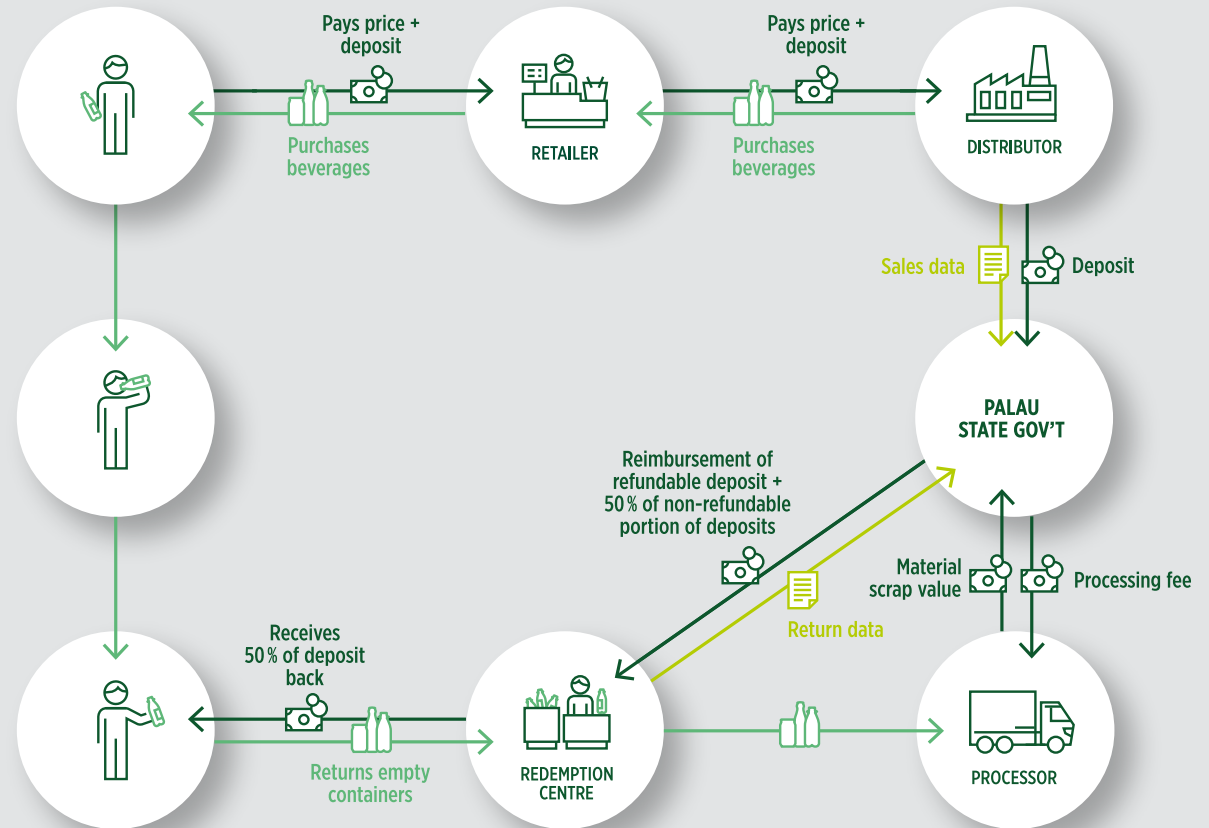 Pays price +
deposit
Pays price +
deposit
RETAILER
DISTRIBUTOR
Purchases
beverages
Purchases
beverages
Sales data
Deposit
PALAU
STATE GOV'T
Reimbursement of
refundable deposit +
50 % of non-refundable
portion of deposits
Material
scrap value
Processing fee
Return data
Receives
50 % of deposit
back
Returns empty
containers
REDEMPTION
CENTRE
PROCESSOR